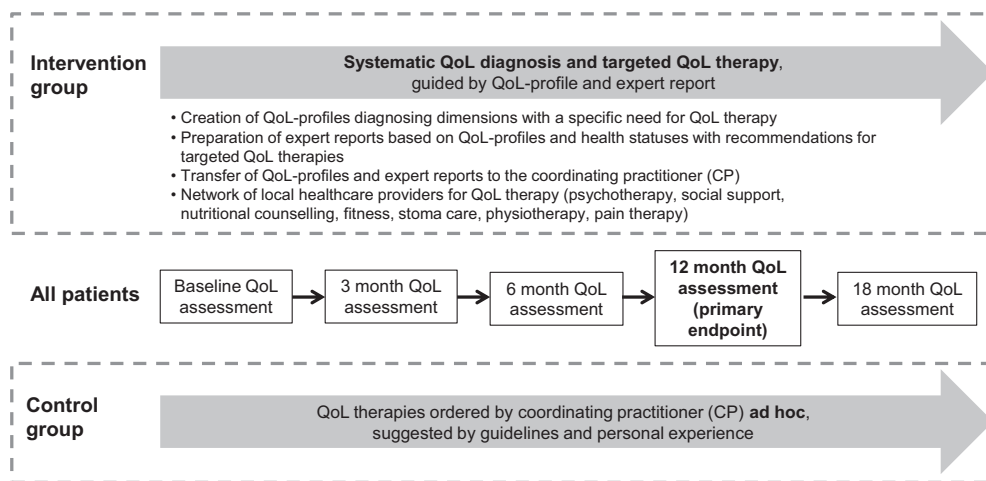 Intervention
group
Systematic QoL diagnosis and targeted QoL therapy,
guided by QoL-profile and expert report
• Creation of QoL-profiles diagnosing dimensions with a specific need for QoL therapy
• Preparation of expert reports based on QoL-profiles and health statuses with recommendations for
targeted QoL therapies
• Transfer of QoL-profiles and expert reports to the coordinating practitioner (CP)
• Network of local healthcare providers for QoL therapy (psychotherapy, social support,
nutritional counselling, fitness, stoma care, physiotherapy, pain therapy)
All patients
Baseline QoL
assessment
3 month QoL
assessment
6 month QoL
assessment
12 month QoL
assessment
(primary
endpoint)
18 month QoL
assessment
Control
group
QoL therapies ordered by coordinating practitioner (CP) ad hoc,
suggested by guidelines and personal experience